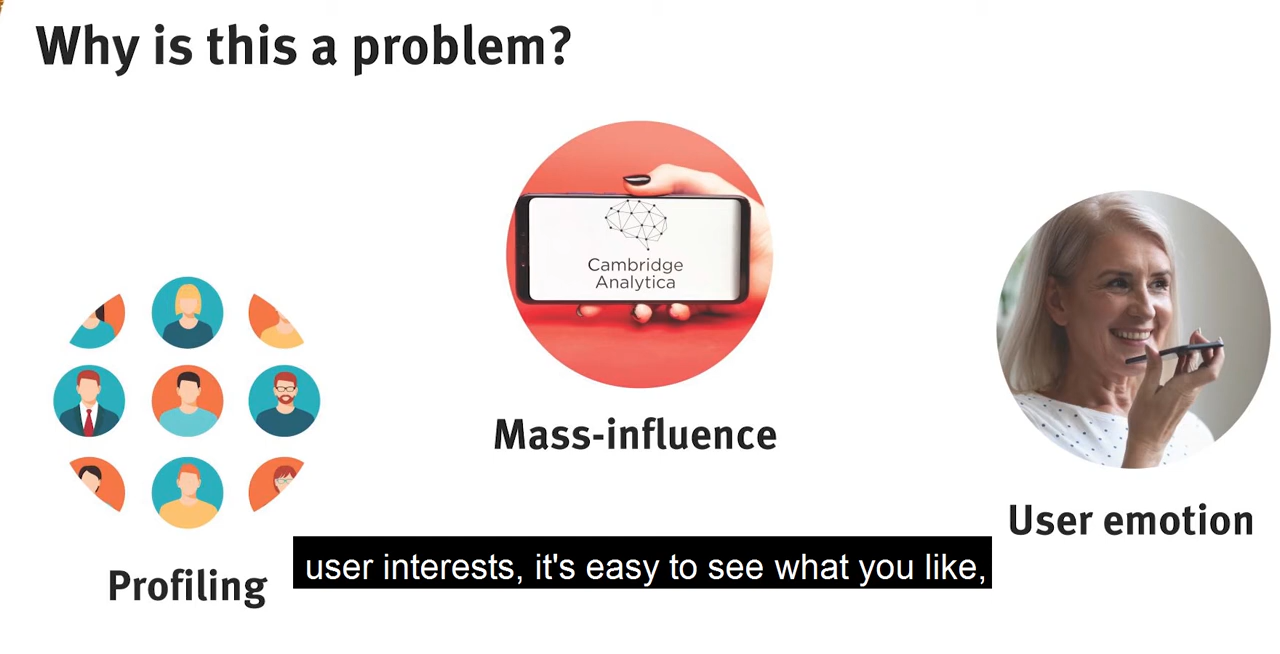 Why is this a problem?
Cambridge
Analytica
Mass-influence
User emotion
Profiling
user interests, it's easy to see what you like,